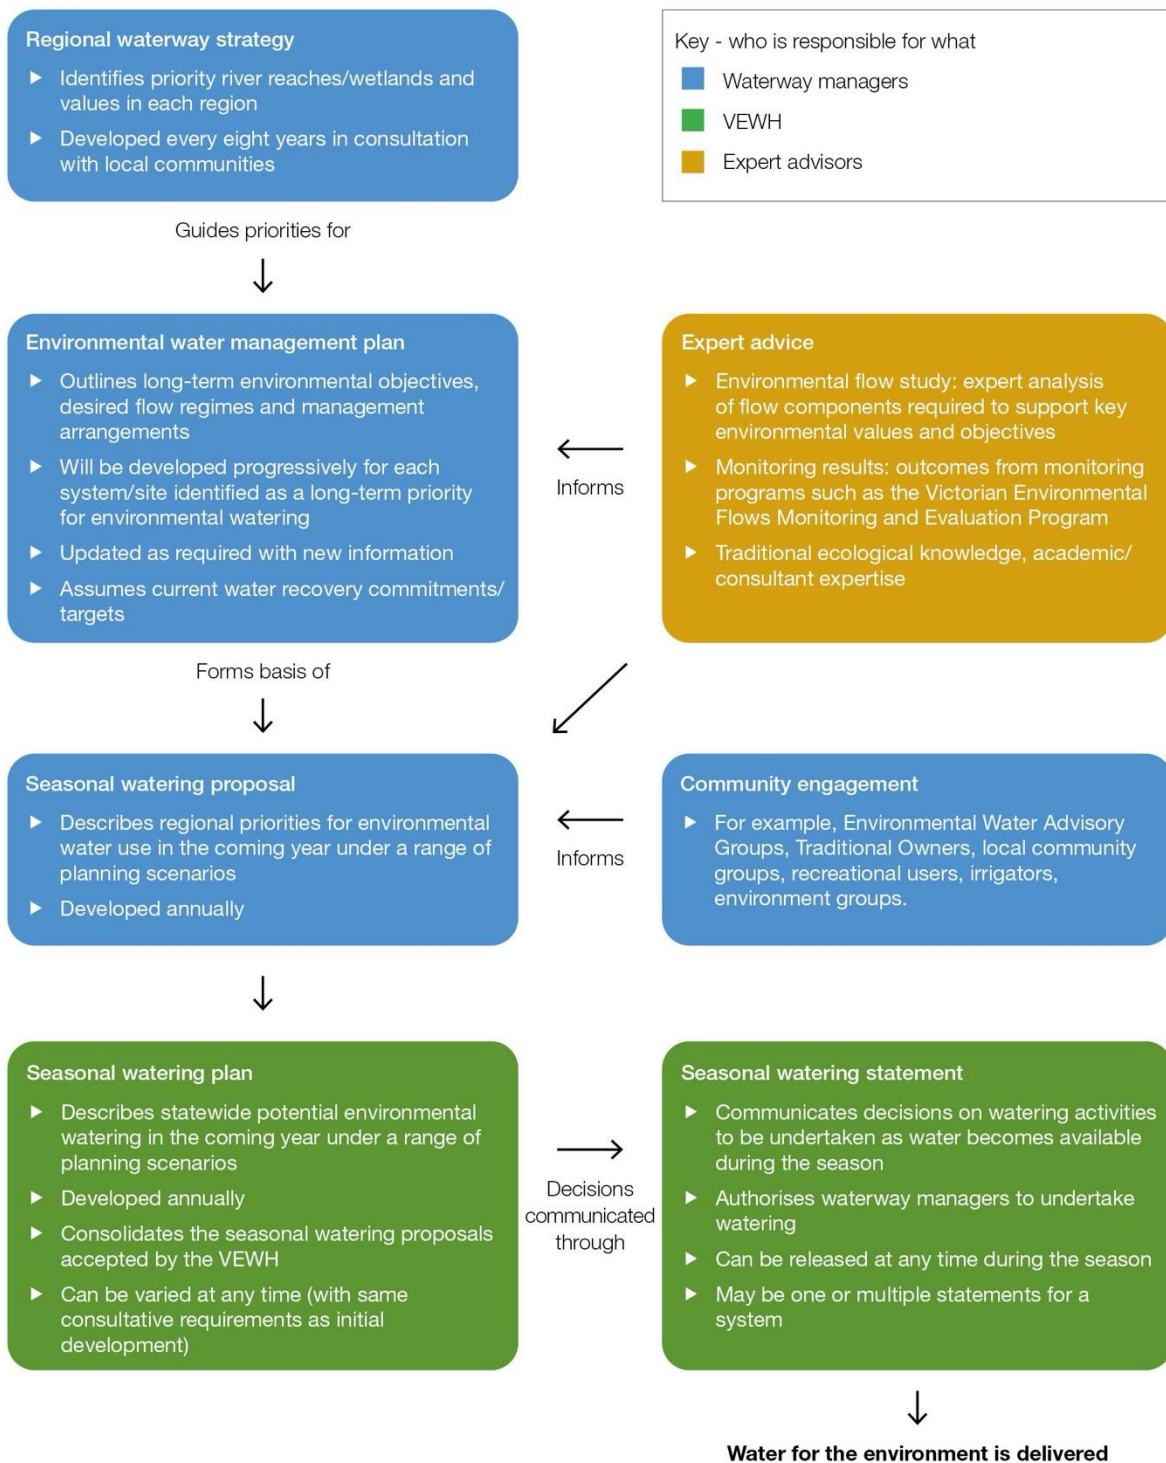 Regional waterway strategy
▶ Identifies priority river reaches/wetlands and
values in each region
▶ Developed every eight years in consultation
with local communities
Key - who is responsible for what
Waterway managers
VEWH
Expert advisors
Guides priorities for
Environmental water management plan
▶ Outlines long-term environmental objectives,
desired flow regimes and management
arrangements
▶ Will be developed progressively for each
system/site identified as a long-term priority
for environmental watering
▶ Updated as required with new information
▶ Assumes current water recovery commitments/
targets
Informs
Expert advice
▶ Environmental flow study: expert analysis
of flow components required to support key
environmental values and objectives
▶ Monitoring results: outcomes from monitoring
programs such as the Victorian Environmental
Flows Monitoring and Evaluation Program
▶ Traditional ecological knowledge, academic/
consultant expertise
Forms basis of
Seasonal watering proposal
▶ Describes regional priorities for environmental
water use in the coming year under a range of
planning scenarios
▶ Developed annually
Informs
Community engagement
▶ For example, Environmental Water Advisory
Groups, Traditional Owners, local community
groups, recreational users, irrigators,
environment groups.
Seasonal watering plan
▶ Describes statewide potential environmental
watering in the coming year under a range of
planning scenarios
▶ Developed annually
▶ Consolidates the seasonal watering proposals
accepted by the VEWH
▶ Can be varied at any time (with same
consultative requirements as initial
development)
Decisions
communicated
through
Seasonal watering statement
▶ Communicates decisions on watering activities
to be undertaken as water becomes available
during the season
▶ Authorises waterway managers to undertake
watering
▶ Can be released at any time during the season
▶ May be one or multiple statements for a
system
Water for the environment is delivered